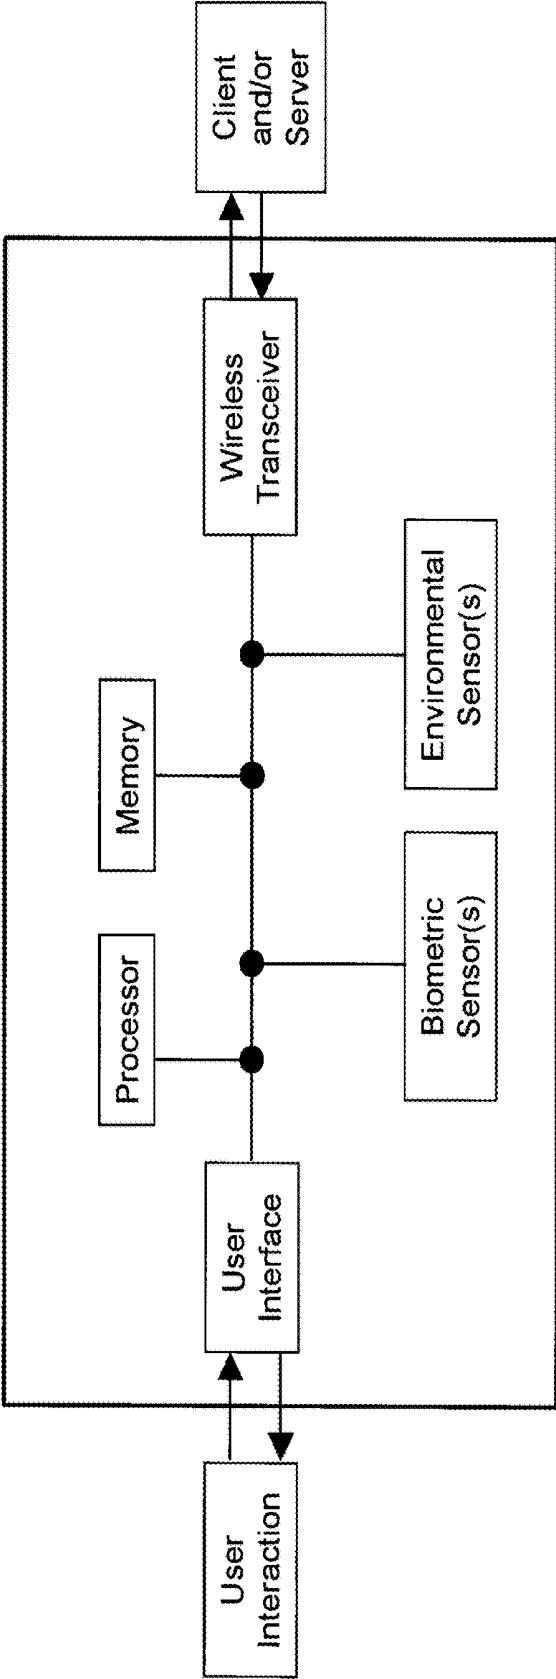 User
Interaction
User
Interface
Processor
Memory
Biometric
Sensor(s)
Environmental
Sensor(s)
Wireless
Transceiver
Client
and/or
Server